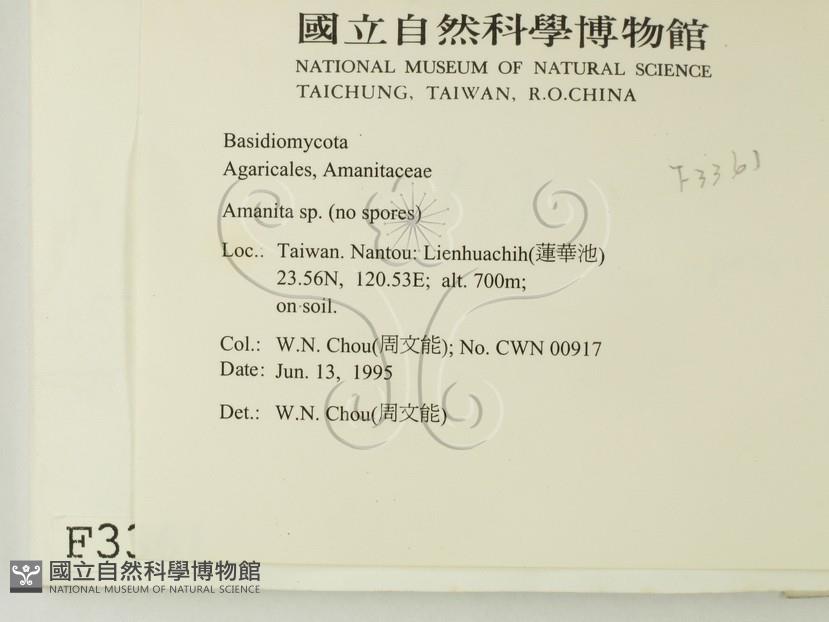 國立自然科學博物館
NATIONAL MUSEUM OF NATURAL SCIENCE
TAICHUNG, TAIWAN, R.O.CHINA
Basidiomycota
Agaricales, Amanitaceae
F3361
Amanita sp. (no spores)
Loc.: Taiwan. Nantou: Lienhuachih(蓮華池)
23.56N, 120.53E; alt. 700m;
on soil.
Col.: W.N. Chou(周文能); No. CWN 00917
Date: Jun. 13, 1995
Det.: W.N. Chou(周文能)
F33
國立自然科學博物館
NATIONAL MUSEUM OF NATURAL SCIENCE